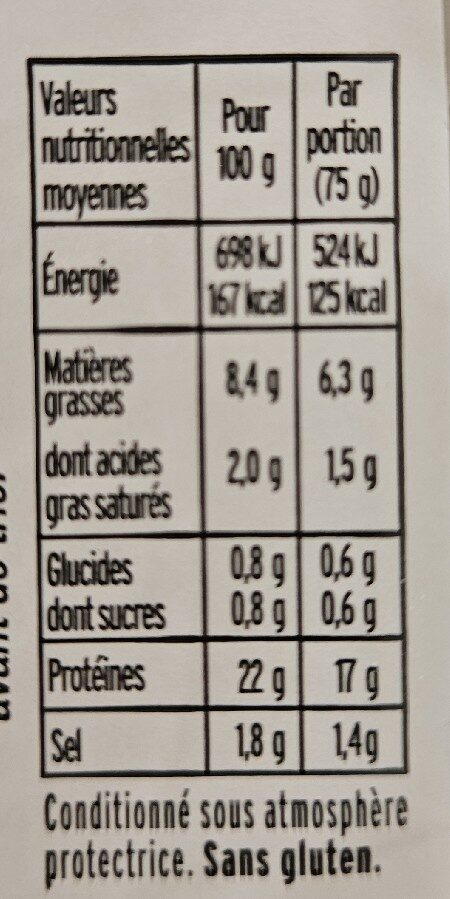 Valeurs nutritionnelles moyennes Pour 100 g Par portion (75 g)
Énergie 698 kJ 524 kJ
167 kcal 125 kcal
Matières grasses 8,4 g 6,3 g
dont acides gras saturés 2,0 g 1,5 g
Glucides 0,8 g 0,6 g
dont sucres 0,8 g 0,6 g
Protéines 22 g 17 g
Sel 1,8 g 1,4 g
Conditionné sous atmosphère
protectrice. Sans gluten.